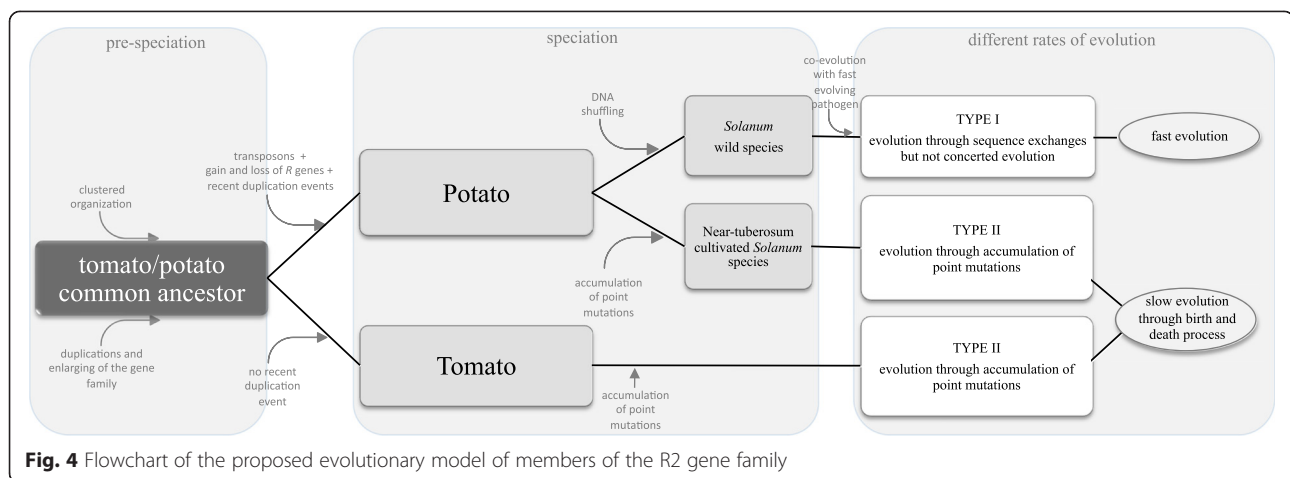 pre-speciation
speciation
different rates of evolution
clustered
organization
tomato/potato
common ancestor
duplications and
enlarging of the gene
family
transposons +
gain and loss of R genes +
recent duplication events
no recent
duplication
event
Potato
Tomato
DNA
shuffling
accumulation
of point
mutations
accumulation
of point
mutations
Solanum
wild species
Near-tuberosum
cultivated Solanum
species
co-evolution
with fast
evolving
pathogen
TYPE I
evolution through sequence exchanges
but not concerted evolution
TYPE II
evolution through accumulation of
point mutations
TYPE II
evolution through accumulation of
point mutations
fast evolution
slow evolution
through birth and
death process
Fig. 4 Flowchart of the proposed evolutionary model of members of the R2 gene family